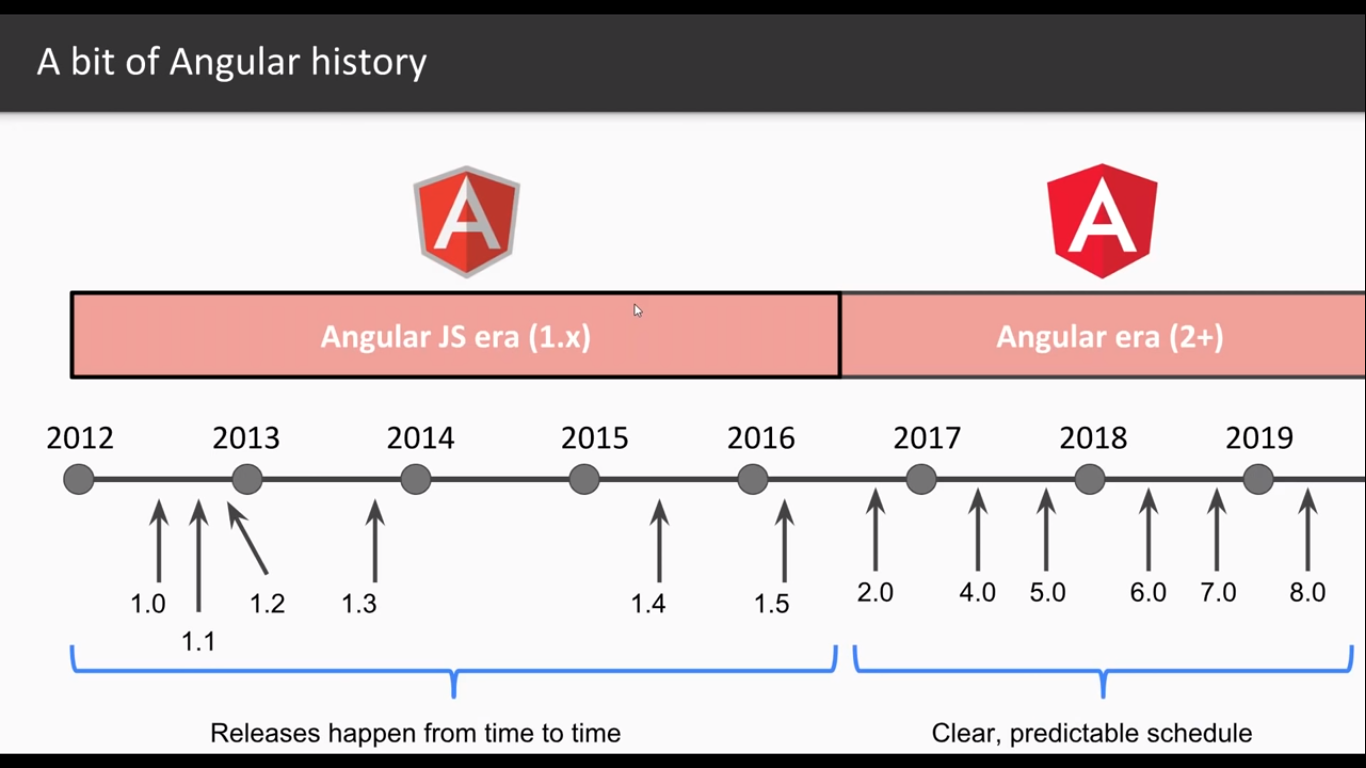 A bit of Angular history
A
A
Angular JS era (1.x)
Angular era (2+)
2012
2013
2014
2015
2016
2017
2018
2019
1.0
1.1
1.2
1.3
1.4
1.5
2.0
4.0
5.0
6.0
7.0
8.0
Releases happen from time to time
Clear, predictable schedule